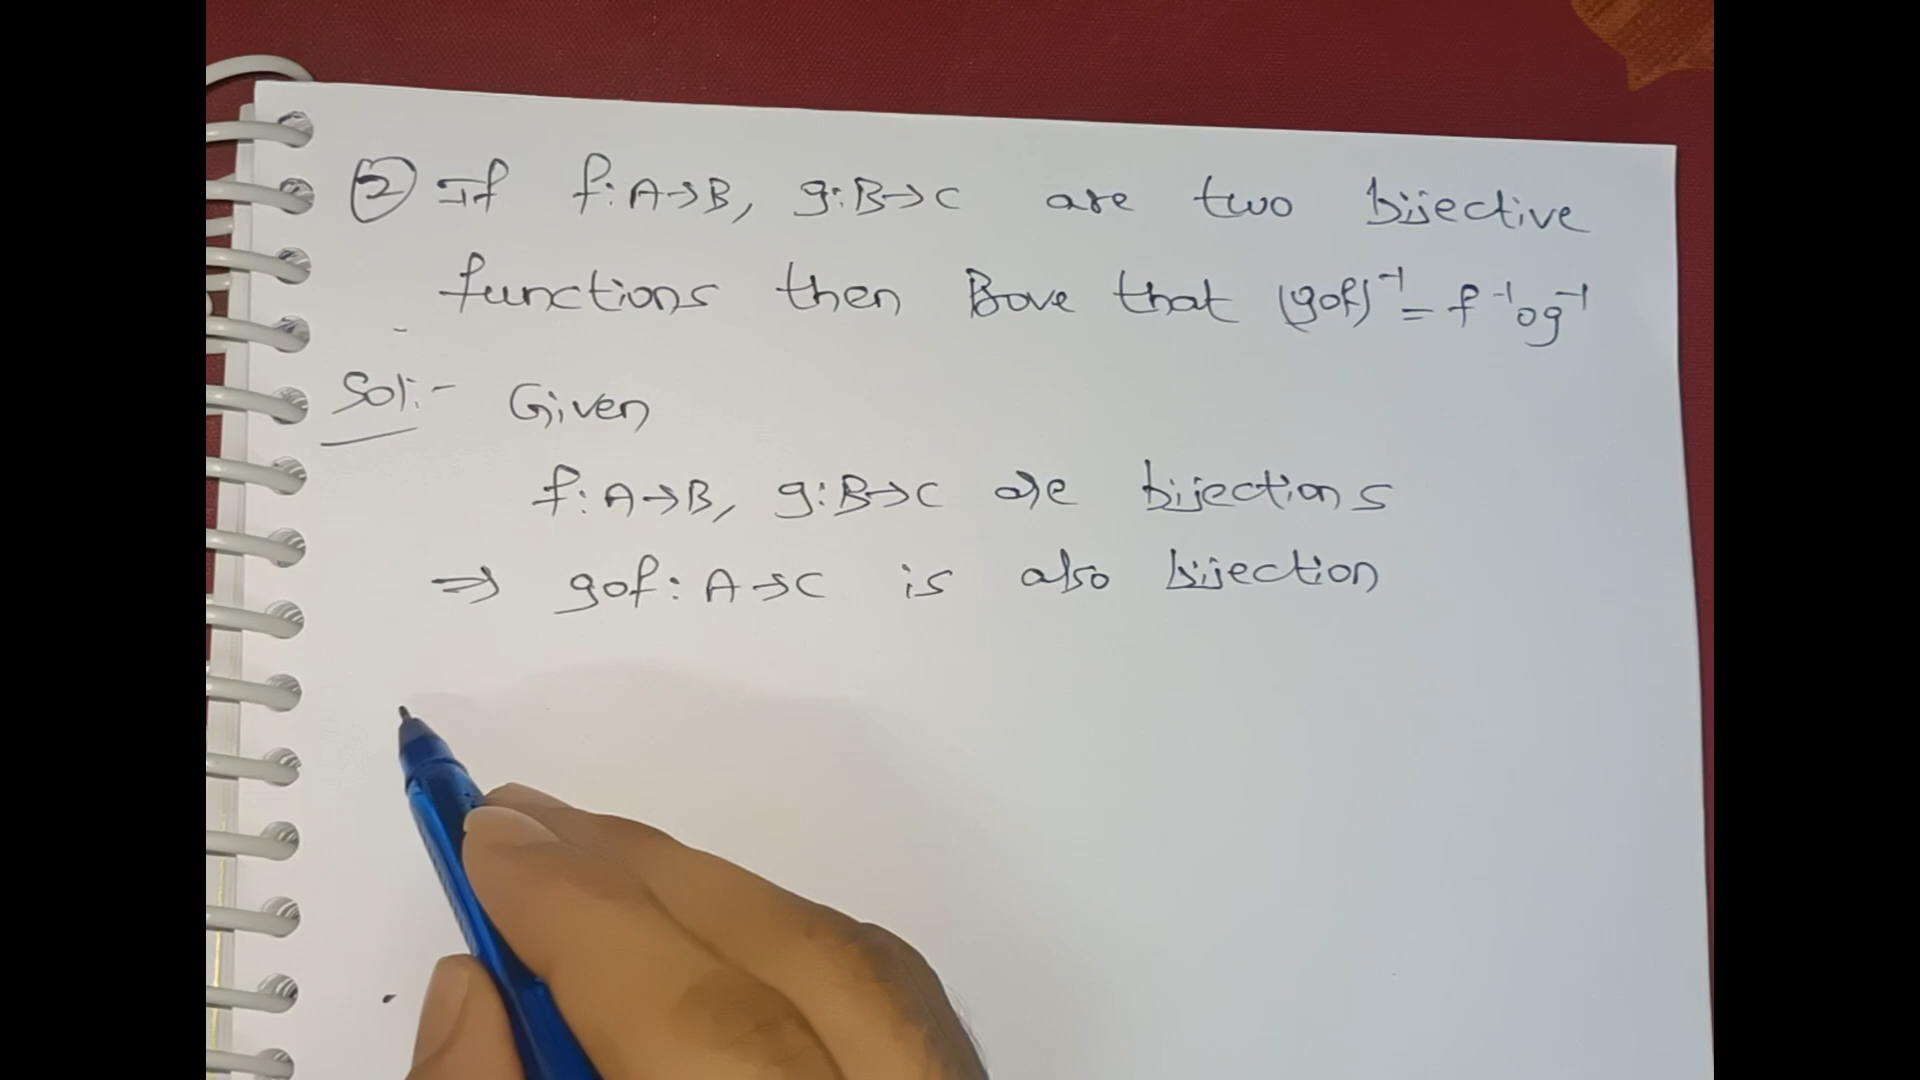 ② If f:A→B, g:B→C are two bijective
functions then Prove that (gof)⁻¹ = f⁻¹og⁻¹
Sol:- Given
f:A→B, g:B→C are bijections
⇒ gof:A→C is also bijection